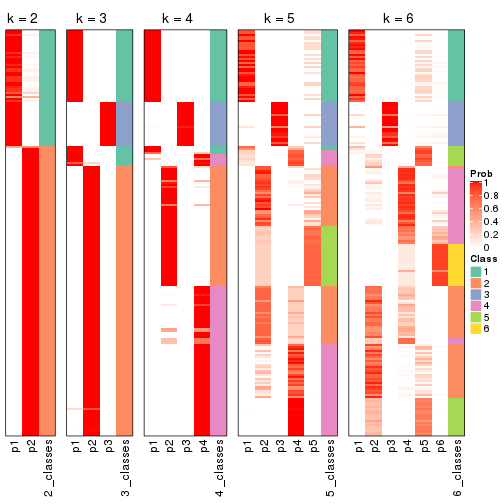 k = 2
k = 3
k = 4
k = 5
k = 6
Prob
1
0.8
0.6
0.4
0.2
0
Class
1
2
3
4
5
6
p1
p2
2_classes
p1
p2
p3
3_classes
p1
p2
p3
p4
4_classes
p1
p2
p3
p4
p5
5_classes
p1
p2
p3
p4
p5
p6
6_classes